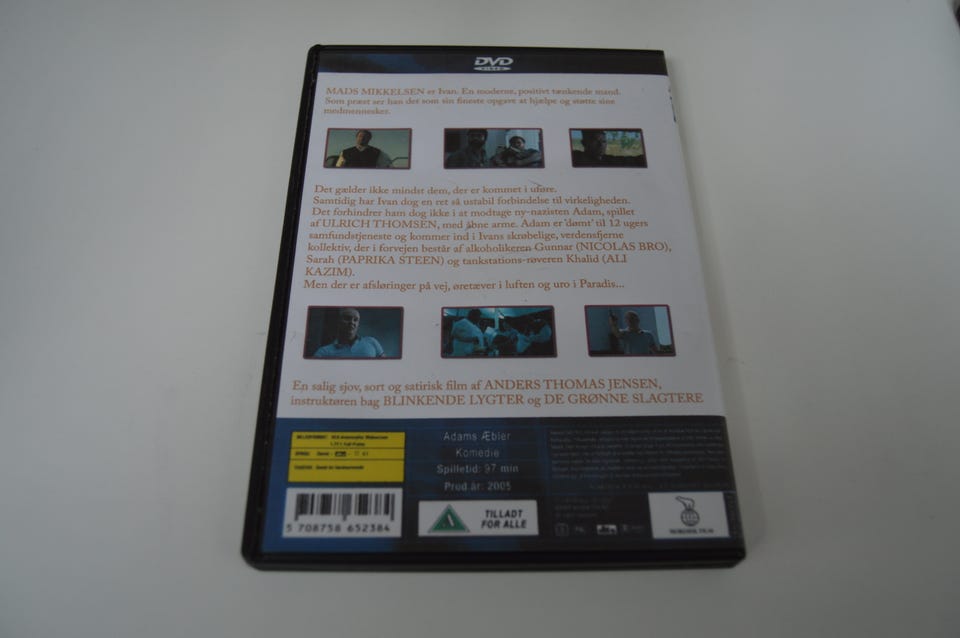 DVD
VIDEO
MADS MIKKELSEN er Ivan. En moderne, positivt tænkende mand.
Som præst ser han det som sin fineste opgave at hjælpe og støtte sine
medmennesker.
Det gælder ikke mindst dem, der er kommet i uføre.
Samtidig har Ivan dog en ret så ustabil forbindelse til virkeligheden.
Det forhindrer ham dog ikke i at modtage ny-nazisten Adam, spillet
af ULRICH THOMSEN, med åbne arme. Adam er 'dømt' til 12 ugers
samfundstjeneste og kommer ind i Ivans skrøbelige, verdensfjerne
kollektiv, der i forvejen består af alkoholikeren Gunnar (NICOLAS BRO),
Sarah (PAPRIKA STEEN) og tankstations-røveren Khalid (ALI
KAZIM).
Men der er afsløringer på vej, øretæver i luften og uro i Paradis...
En salig sjov, sort og satirisk film af ANDERS THOMAS JENSEN,
instruktøren bag BLINKENDE LYGTER og DE GRØNNE SLAGTERE
Adams Æbler
Komedie
Spilletid: 97 min
Prod.år: 2005
5 708758 652384
A
TILLADT
FOR ALLE
NORDISK FILM